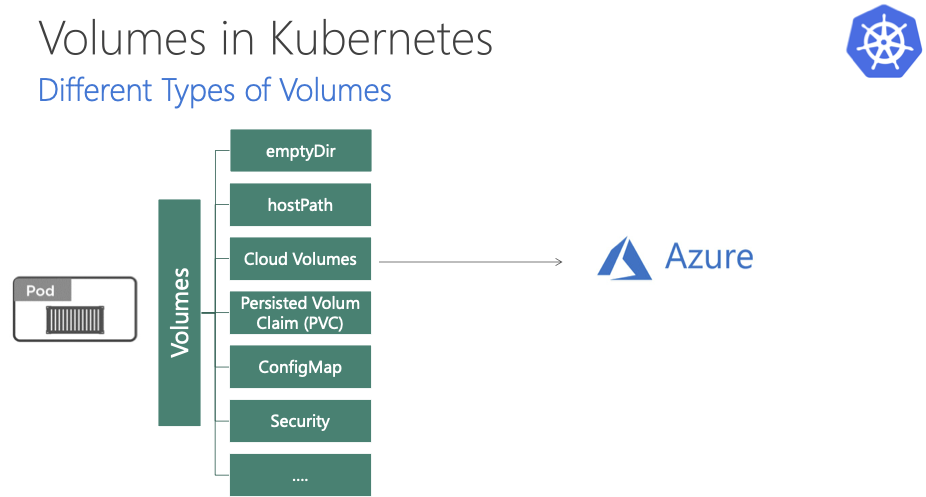 Volumes in Kubernetes
Different Types of Volumes
Pod
Volumes
emptyDir
hostPath
Cloud Volumes
Persisted Volum
Claim (PVC)
ConfigMap
Security
....
Azure